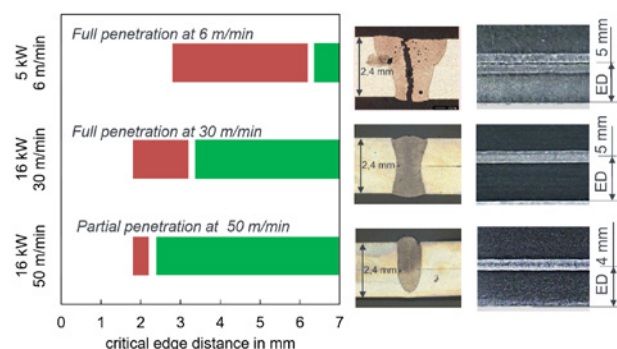 Full penetration at 6 m/min
5 kW
6 m/min
2,4 mm
5 mm
ED
Full penetration at 30 m/min
16 kW
30 m/min
2,4 mm
5 mm
ED
Partial penetration at 50 m/min
16 kW
50 m/min
2,4 mm
4 mm
ED
0 1 2 3 4 5 6 7
critical edge distance in mm